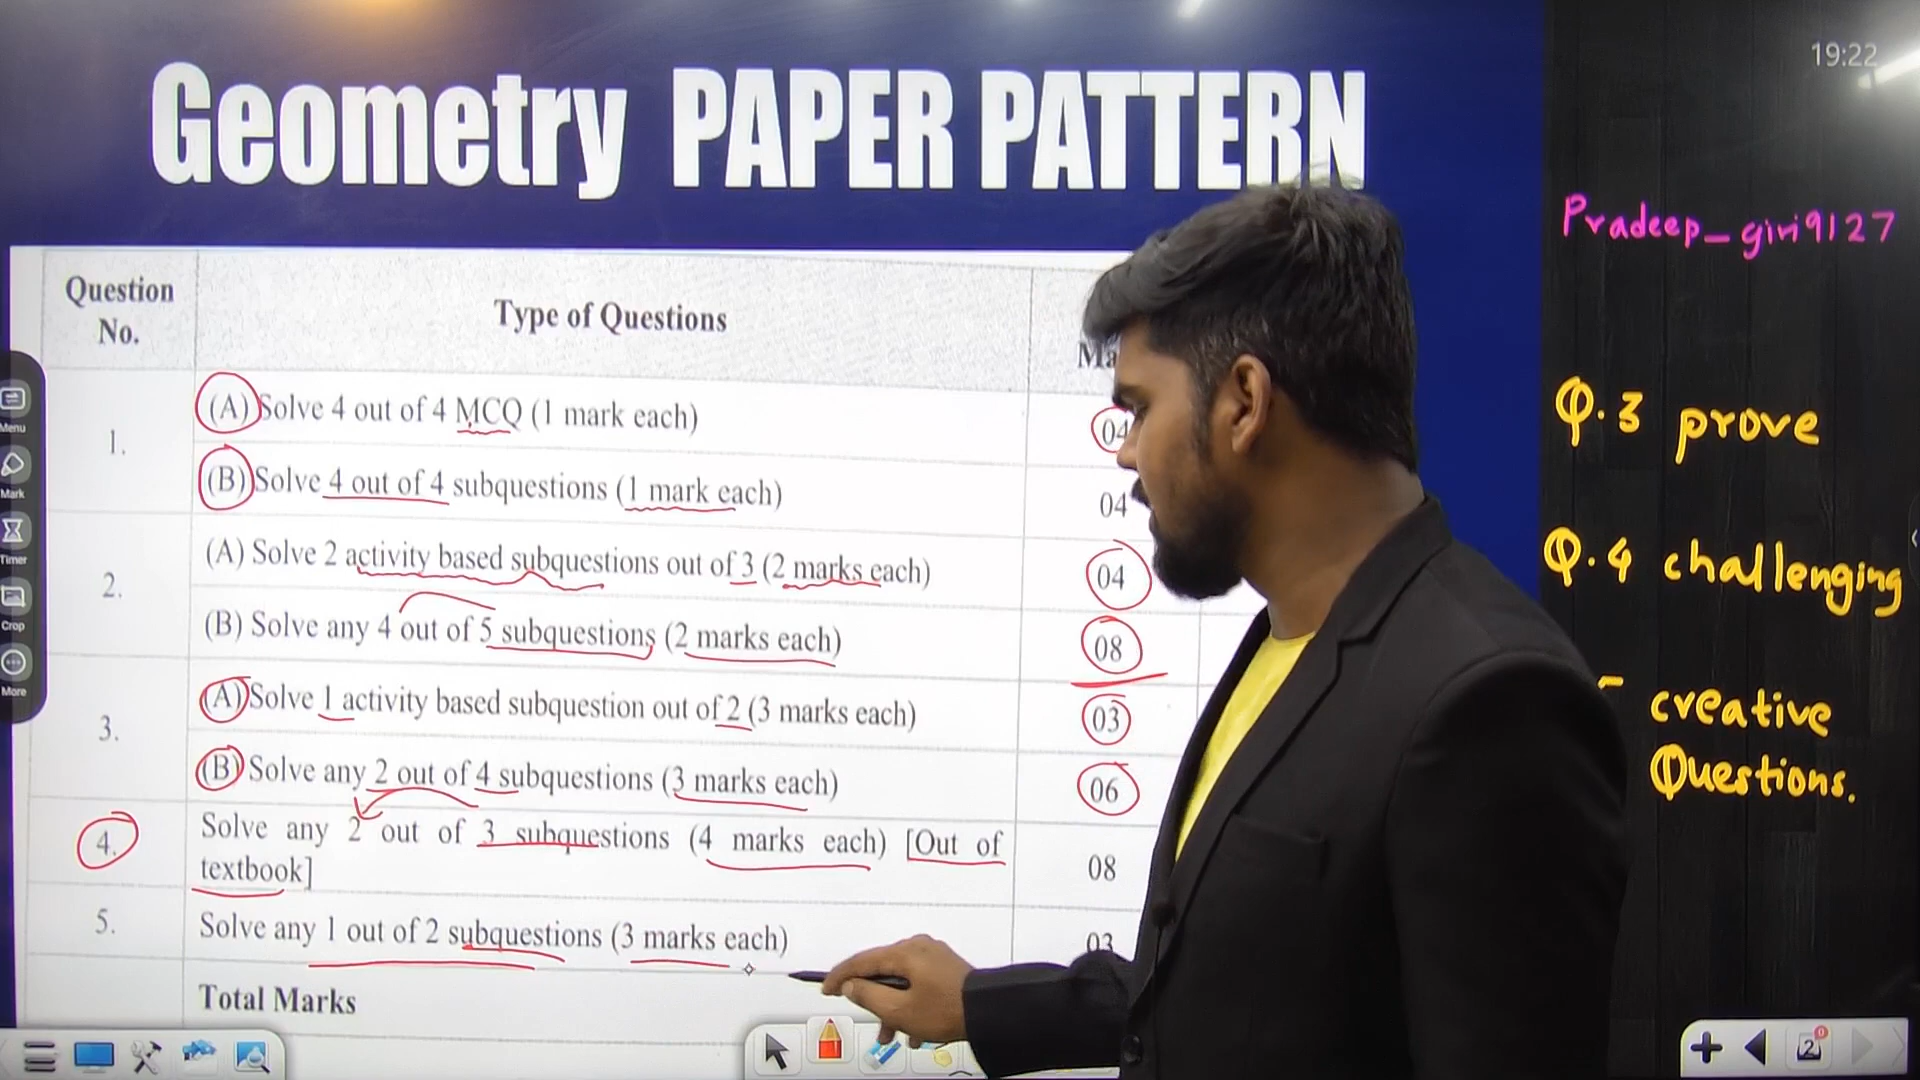 19:22
Geometry PAPER PATTERN
Pradeep_giri9127
Question No.
Type of Questions
1.
(A) Solve 4 out of 4 MCQ (1 mark each)
04
(B) Solve 4 out of 4 subquestions (1 mark each)
04
2.
(A) Solve 2 activity based subquestions out of 3 (2 marks each)
04
(B) Solve any 4 out of 5 subquestions (2 marks each)
08
3.
(A) Solve 1 activity based subquestion out of 2 (3 marks each)
03
(B) Solve any 2 out of 4 subquestions (3 marks each)
06
4.
Solve any 2 out of 3 subquestions (4 marks each) [Out of
textbook]
08
5.
Solve any 1 out of 2 subquestions (3 marks each)
03
Total Marks
Q.3 prove
Q.4 challenging
creative
Questions.
Menu
Mark
Timer
Crop
More
2
0